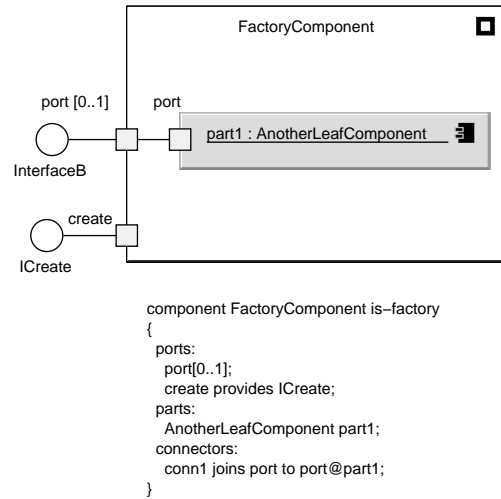 FactoryComponent
port [0..1]
port
part1 : AnotherLeafComponent
InterfaceB
create
ICreate
component FactoryComponent is−factory
{
ports:
port[0..1];
create provides ICreate;
parts:
AnotherLeafComponent part1;
connectors:
conn1 joins port to port@part1;
}